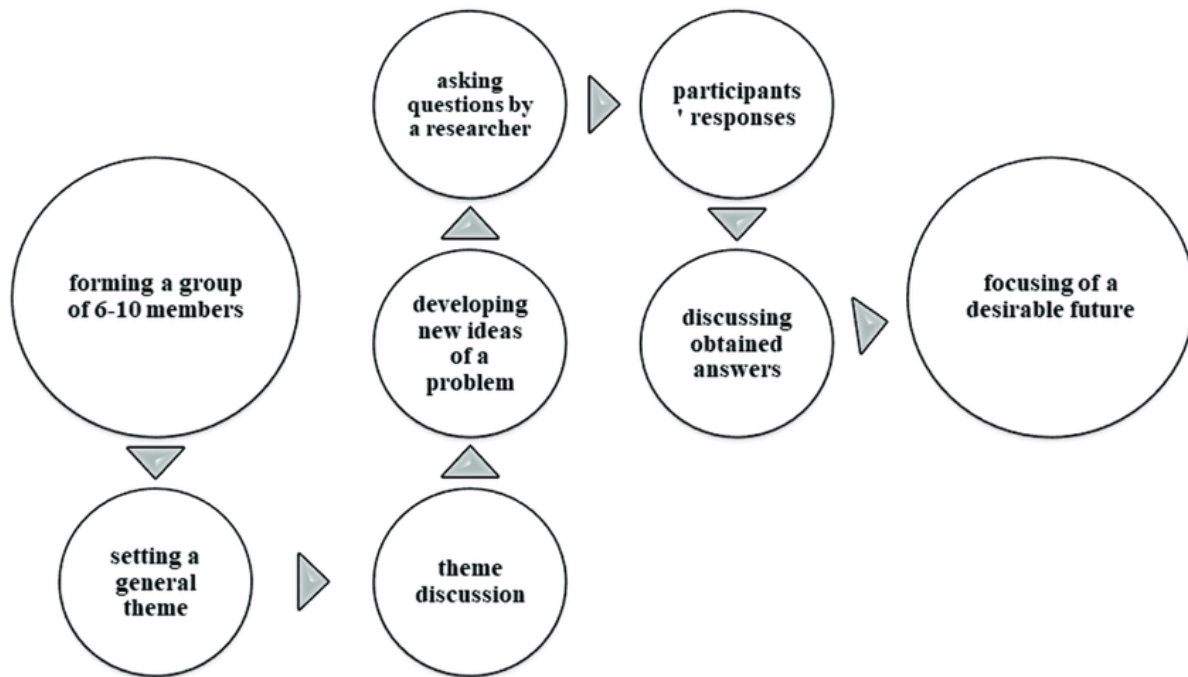 forming a group
of 6-10 members
setting a
general
theme
theme
discussion
developing
new ideas
of a
problem
asking
questions by
a researcher
participants
' responses
discussing
obtained
answers
focusing of a
desirable future